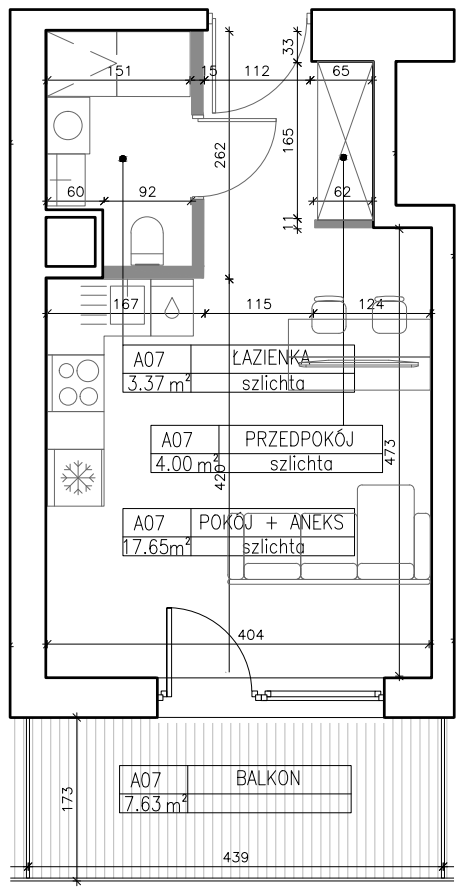 33
151 15 112 65
262
165
60 92 62
11
167 115 124
A07 ŁAZIENKA
3.37 m² szlichta
A07 PRZEDPOKÓJ
4.00 m² szlichta
473
420
A07 POKÓJ + ANEKS
17.65m² szlichta
404
A07 BALKON
7.63 m²
173
439